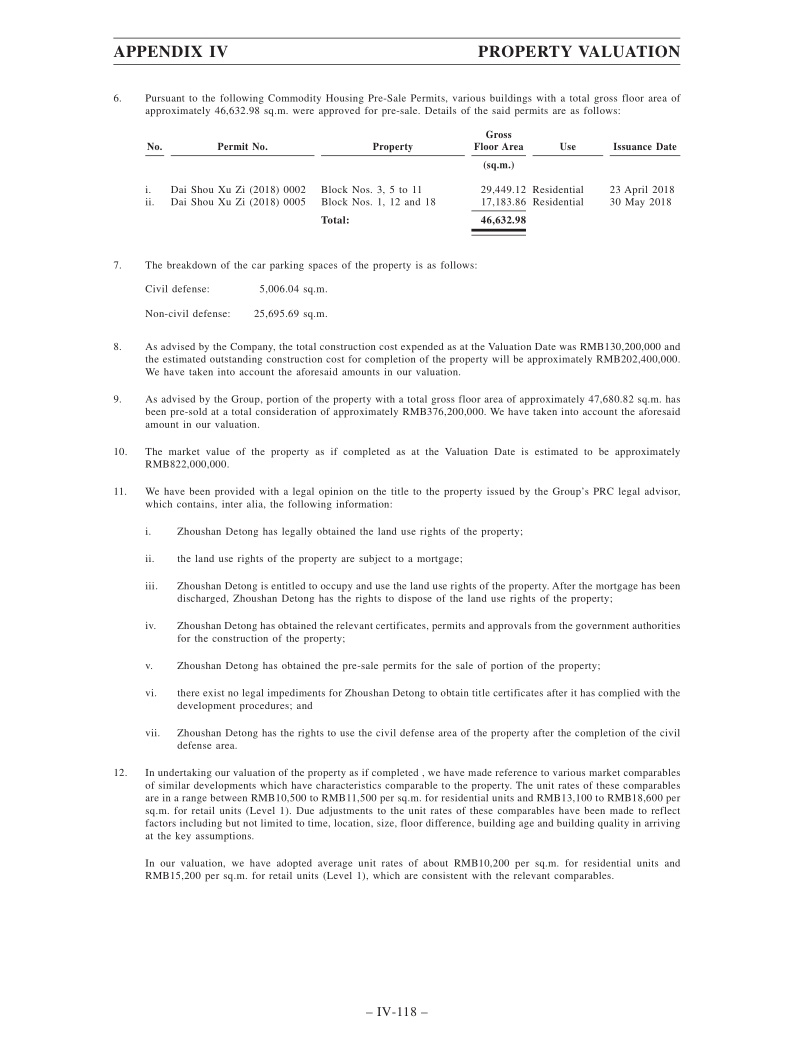 APPENDIX IV PROPERTY VALUATION
6. Pursuant to the following Commodity Housing Pre-Sale Permits, various buildings with a total gross floor area of
approximately 46,632.98 sq.m. were approved for pre-sale. Details of the said permits are as follows:
Gross
No. Permit No. Property Floor Area Use Issuance Date
(sq.m.)
i. Dai Shou Xu Zi (2018) 0002 Block Nos. 3, 5 to 11 29,449.12 Residential 23 April 2018
ii. Dai Shou Xu Zi (2018) 0005 Block Nos. 1, 12 and 18 17,183.86 Residential 30 May 2018
Total: 46,632.98
7. The breakdown of the car parking spaces of the property is as follows:
Civil defense: 5,006.04 sq.m.
Non-civil defense: 25,695.69 sq.m.
8. As advised by the Company, the total construction cost expended as at the Valuation Date was RMB130,200,000 and
the estimated outstanding construction cost for completion of the property will be approximately RMB202,400,000.
We have taken into account the aforesaid amounts in our valuation.
9. As advised by the Group, portion of the property with a total gross floor area of approximately 47,680.82 sq.m. has
been pre-sold at a total consideration of approximately RMB376,200,000. We have taken into account the aforesaid
amount in our valuation.
10. The market value of the property as if completed as at the Valuation Date is estimated to be approximately
RMB822,000,000.
11. We have been provided with a legal opinion on the title to the property issued by the Group's PRC legal advisor,
which contains, inter alia, the following information:
i. Zhoushan Detong has legally obtained the land use rights of the property;
ii. the land use rights of the property are subject to a mortgage;
iii. Zhoushan Detong is entitled to occupy and use the land use rights of the property. After the mortgage has been
discharged, Zhoushan Detong has the rights to dispose of the land use rights of the property;
iv. Zhoushan Detong has obtained the relevant certificates, permits and approvals from the government authorities
for the construction of the property;
v. Zhoushan Detong has obtained the pre-sale permits for the sale of portion of the property;
vi. there exist no legal impediments for Zhoushan Detong to obtain title certificates after it has complied with the
development procedures; and
vii. Zhoushan Detong has the rights to use the civil defense area of the property after the completion of the civil
defense area.
12. In undertaking our valuation of the property as if completed , we have made reference to various market comparables
of similar developments which have characteristics comparable to the property. The unit rates of these comparables
are in a range between RMB10,500 to RMB11,500 per sq.m. for residential units and RMB13,100 to RMB18,600 per
sq.m. for retail units (Level 1). Due adjustments to the unit rates of these comparables have been made to reflect
factors including but not limited to time, location, size, floor difference, building age and building quality in arriving
at the key assumptions.
In our valuation, we have adopted average unit rates of about RMB10,200 per sq.m. for residential units and
RMB15,200 per sq.m. for retail units (Level 1), which are consistent with the relevant comparables.
– IV-118 –